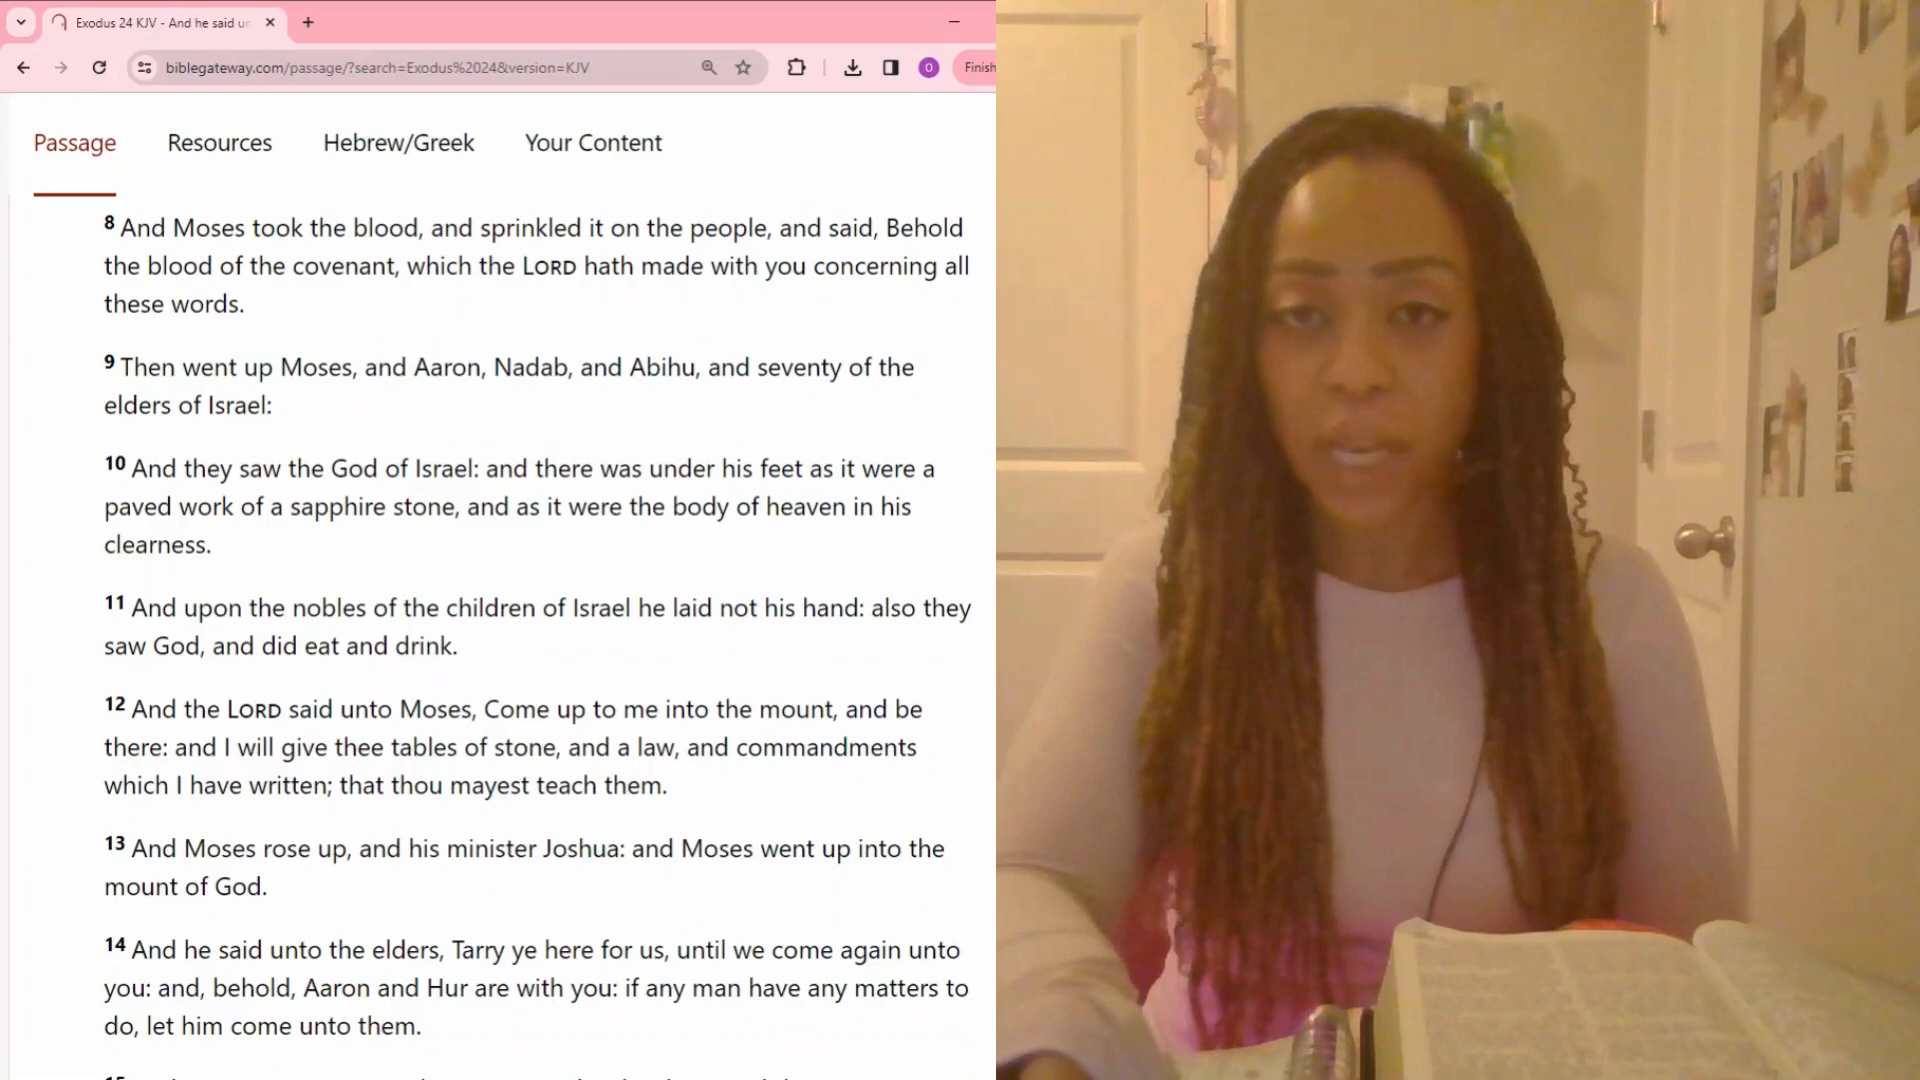 Exodus 24 KJV - And he said ur
biblegateway.com/passage/?search=Exodus%2024&version=KJV
O
Finish
Passage Resources Hebrew/Greek Your Content
8 And Moses took the blood, and sprinkled it on the people, and said, Behold
the blood of the covenant, which the LORD hath made with you concerning all
these words.
9 Then went up Moses, and Aaron, Nadab, and Abihu, and seventy of the
elders of Israel:
10 And they saw the God of Israel: and there was under his feet as it were a
paved work of a sapphire stone, and as it were the body of heaven in his
clearness.
11 And upon the nobles of the children of Israel he laid not his hand: also they
saw God, and did eat and drink.
12 And the LORD said unto Moses, Come up to me into the mount, and be
there: and I will give thee tables of stone, and a law, and commandments
which I have written; that thou mayest teach them.
13 And Moses rose up, and his minister Joshua: and Moses went up into the
mount of God.
14 And he said unto the elders, Tarry ye here for us, until we come again unto
you: and, behold, Aaron and Hur are with you: if any man have any matters to
do, let him come unto them.